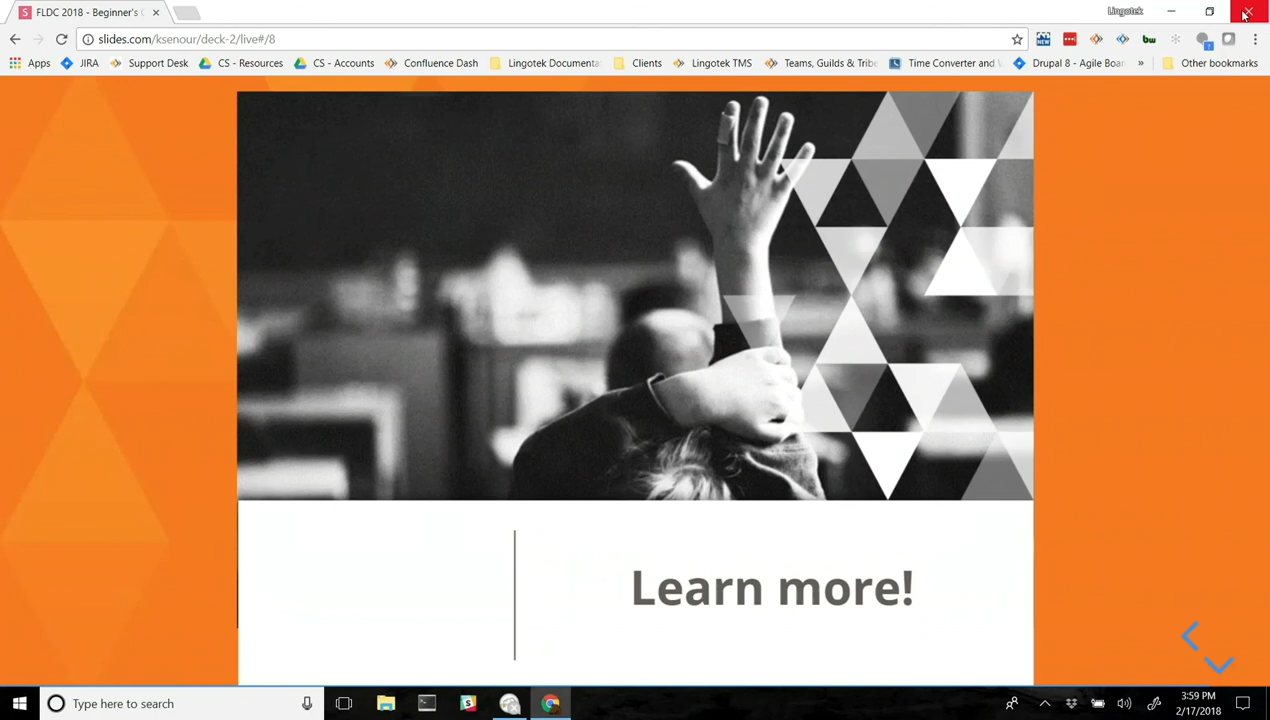 FLDC 2018 - Beginner's
Lingotek
slides.com/ksenour/deck-2/live#/8
NEW
bw
Apps
JIRA
Support Desk
CS - Resources
CS - Accounts
Confluence Dash
Lingotek Documenta
Clients
Lingotek TMS
Teams, Guilds & Tribe
Time Converter and
Drupal 8 - Agile Boar
»
Other bookmarks
Learn more!
Type here to search
3:59 PM
2/17/2018